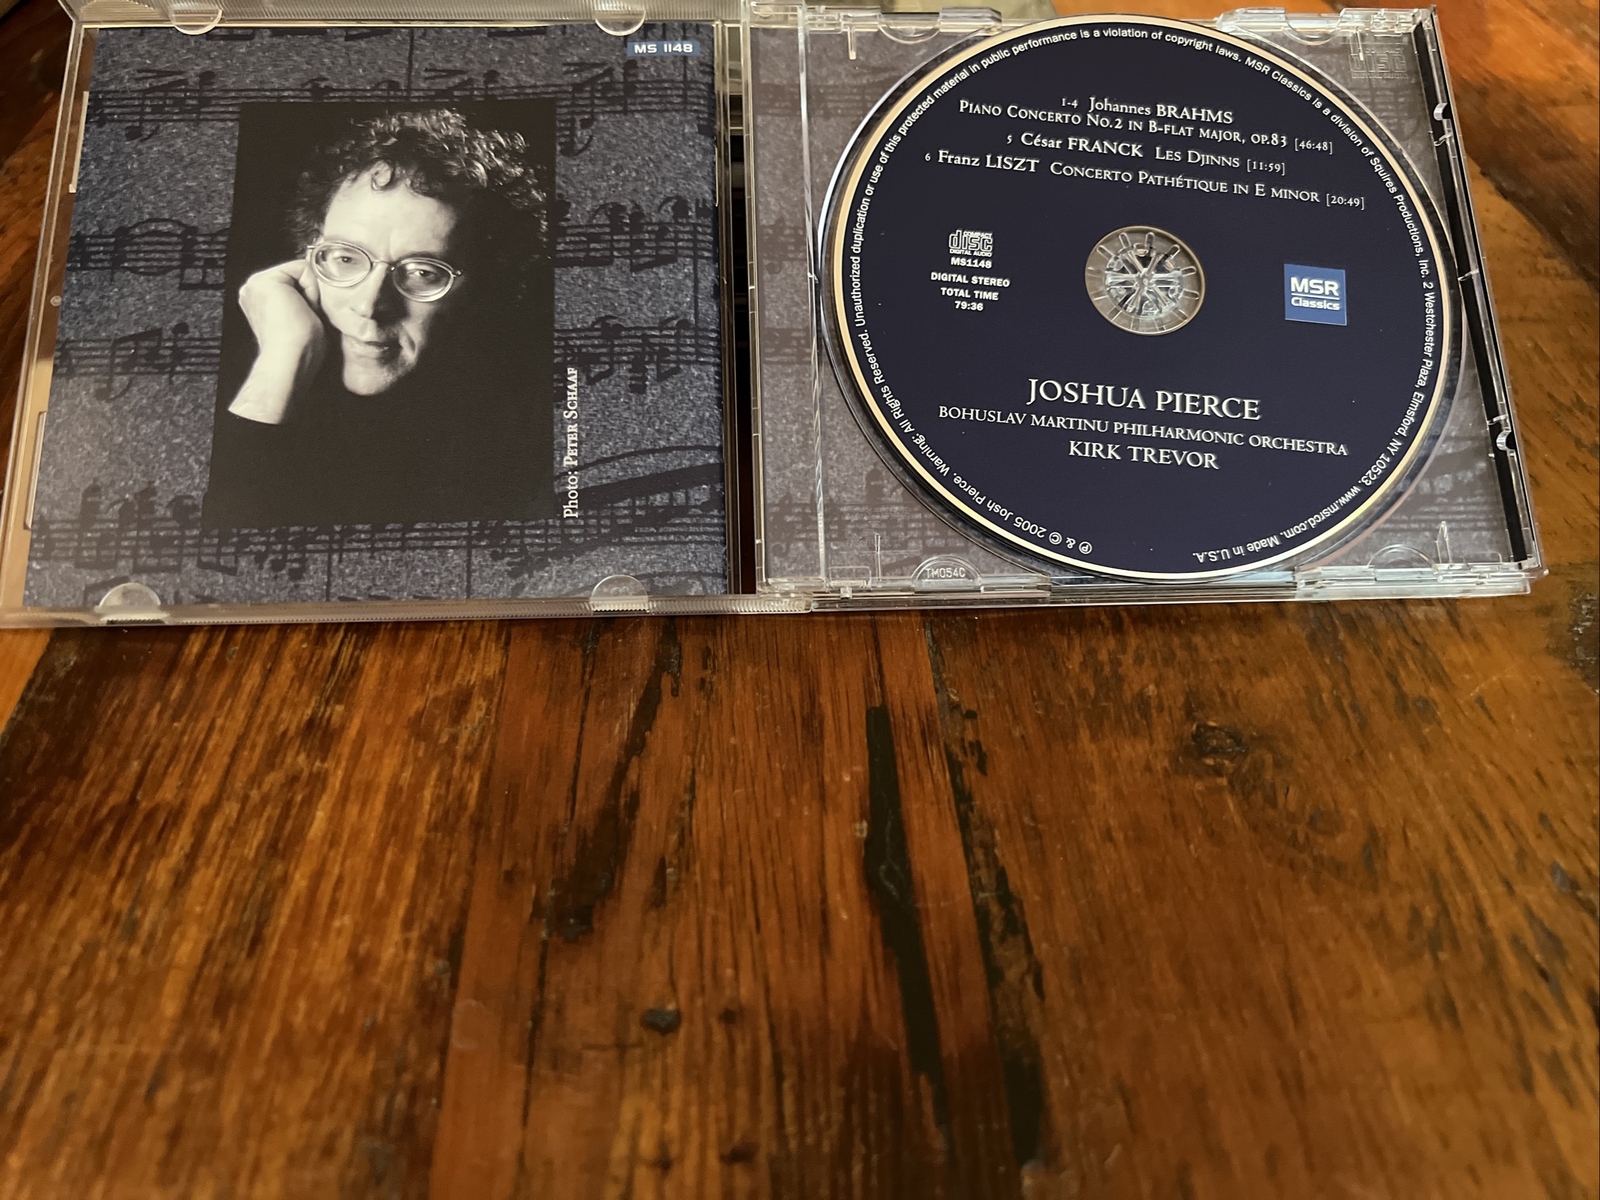 MS 1148
Photo: PETER SCHAAF
1-4 Johannes BRAHMS
PIANO CONCERTO NO.2 IN B-FLAT MAJOR, OP.83 [46:48]
5 César FRANCK LES DJINNS [11:59]
6 Franz LISZT CONCERTO PATHÉTIQUE IN E MINOR [20:49]
COMPACT
disc
DIGITAL AUDIO
MS1148
DIGITAL STEREO
TOTAL TIME
79:36
MSR
Classics
JOSHUA PIERCE
BOHUSLAV MARTINU PHILHARMONIC ORCHESTRA
KIRK TREVOR
℗ & © 2005 Josh Pierce. Warning: All Rights Reserved. Unauthorized duplication or use of this protected material in public performance is a violation of copyright laws. MSR Classics is a division of Squires Productions, Inc. 2 Westchester Plaza, Elmsford, NY 10523. www.msrcd.com. Made in U.S.A.
TM054C